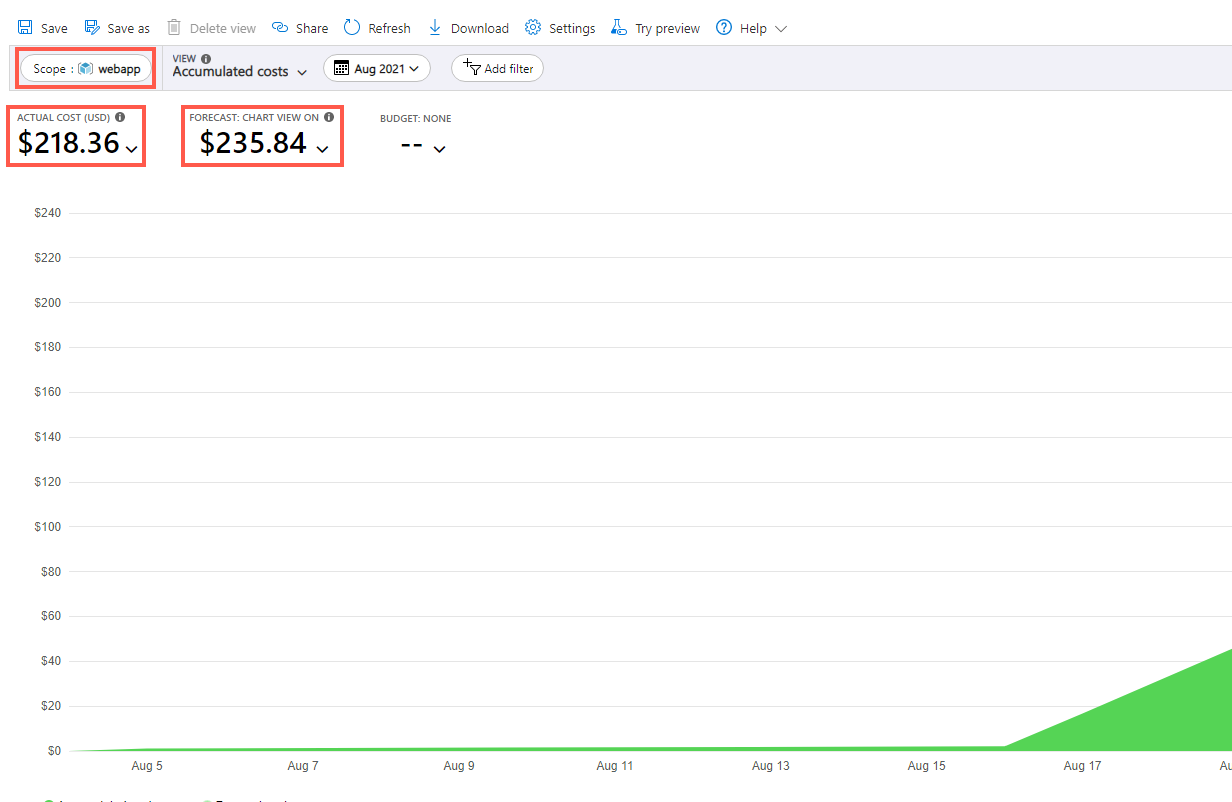 Save Save as Delete view Share Refresh Download Settings Try preview Help
Scope : webapp VIEW Accumulated costs Aug 2021 Add filter
ACTUAL COST (USD) FORECAST: CHART VIEW ON BUDGET: NONE
$218.36 $235.84 --
$240
$220
$200
$180
$160
$140
$120
$100
$80
$60
$40
$20
$0
Aug 5 Aug 7 Aug 9 Aug 11 Aug 13 Aug 15 Aug 17